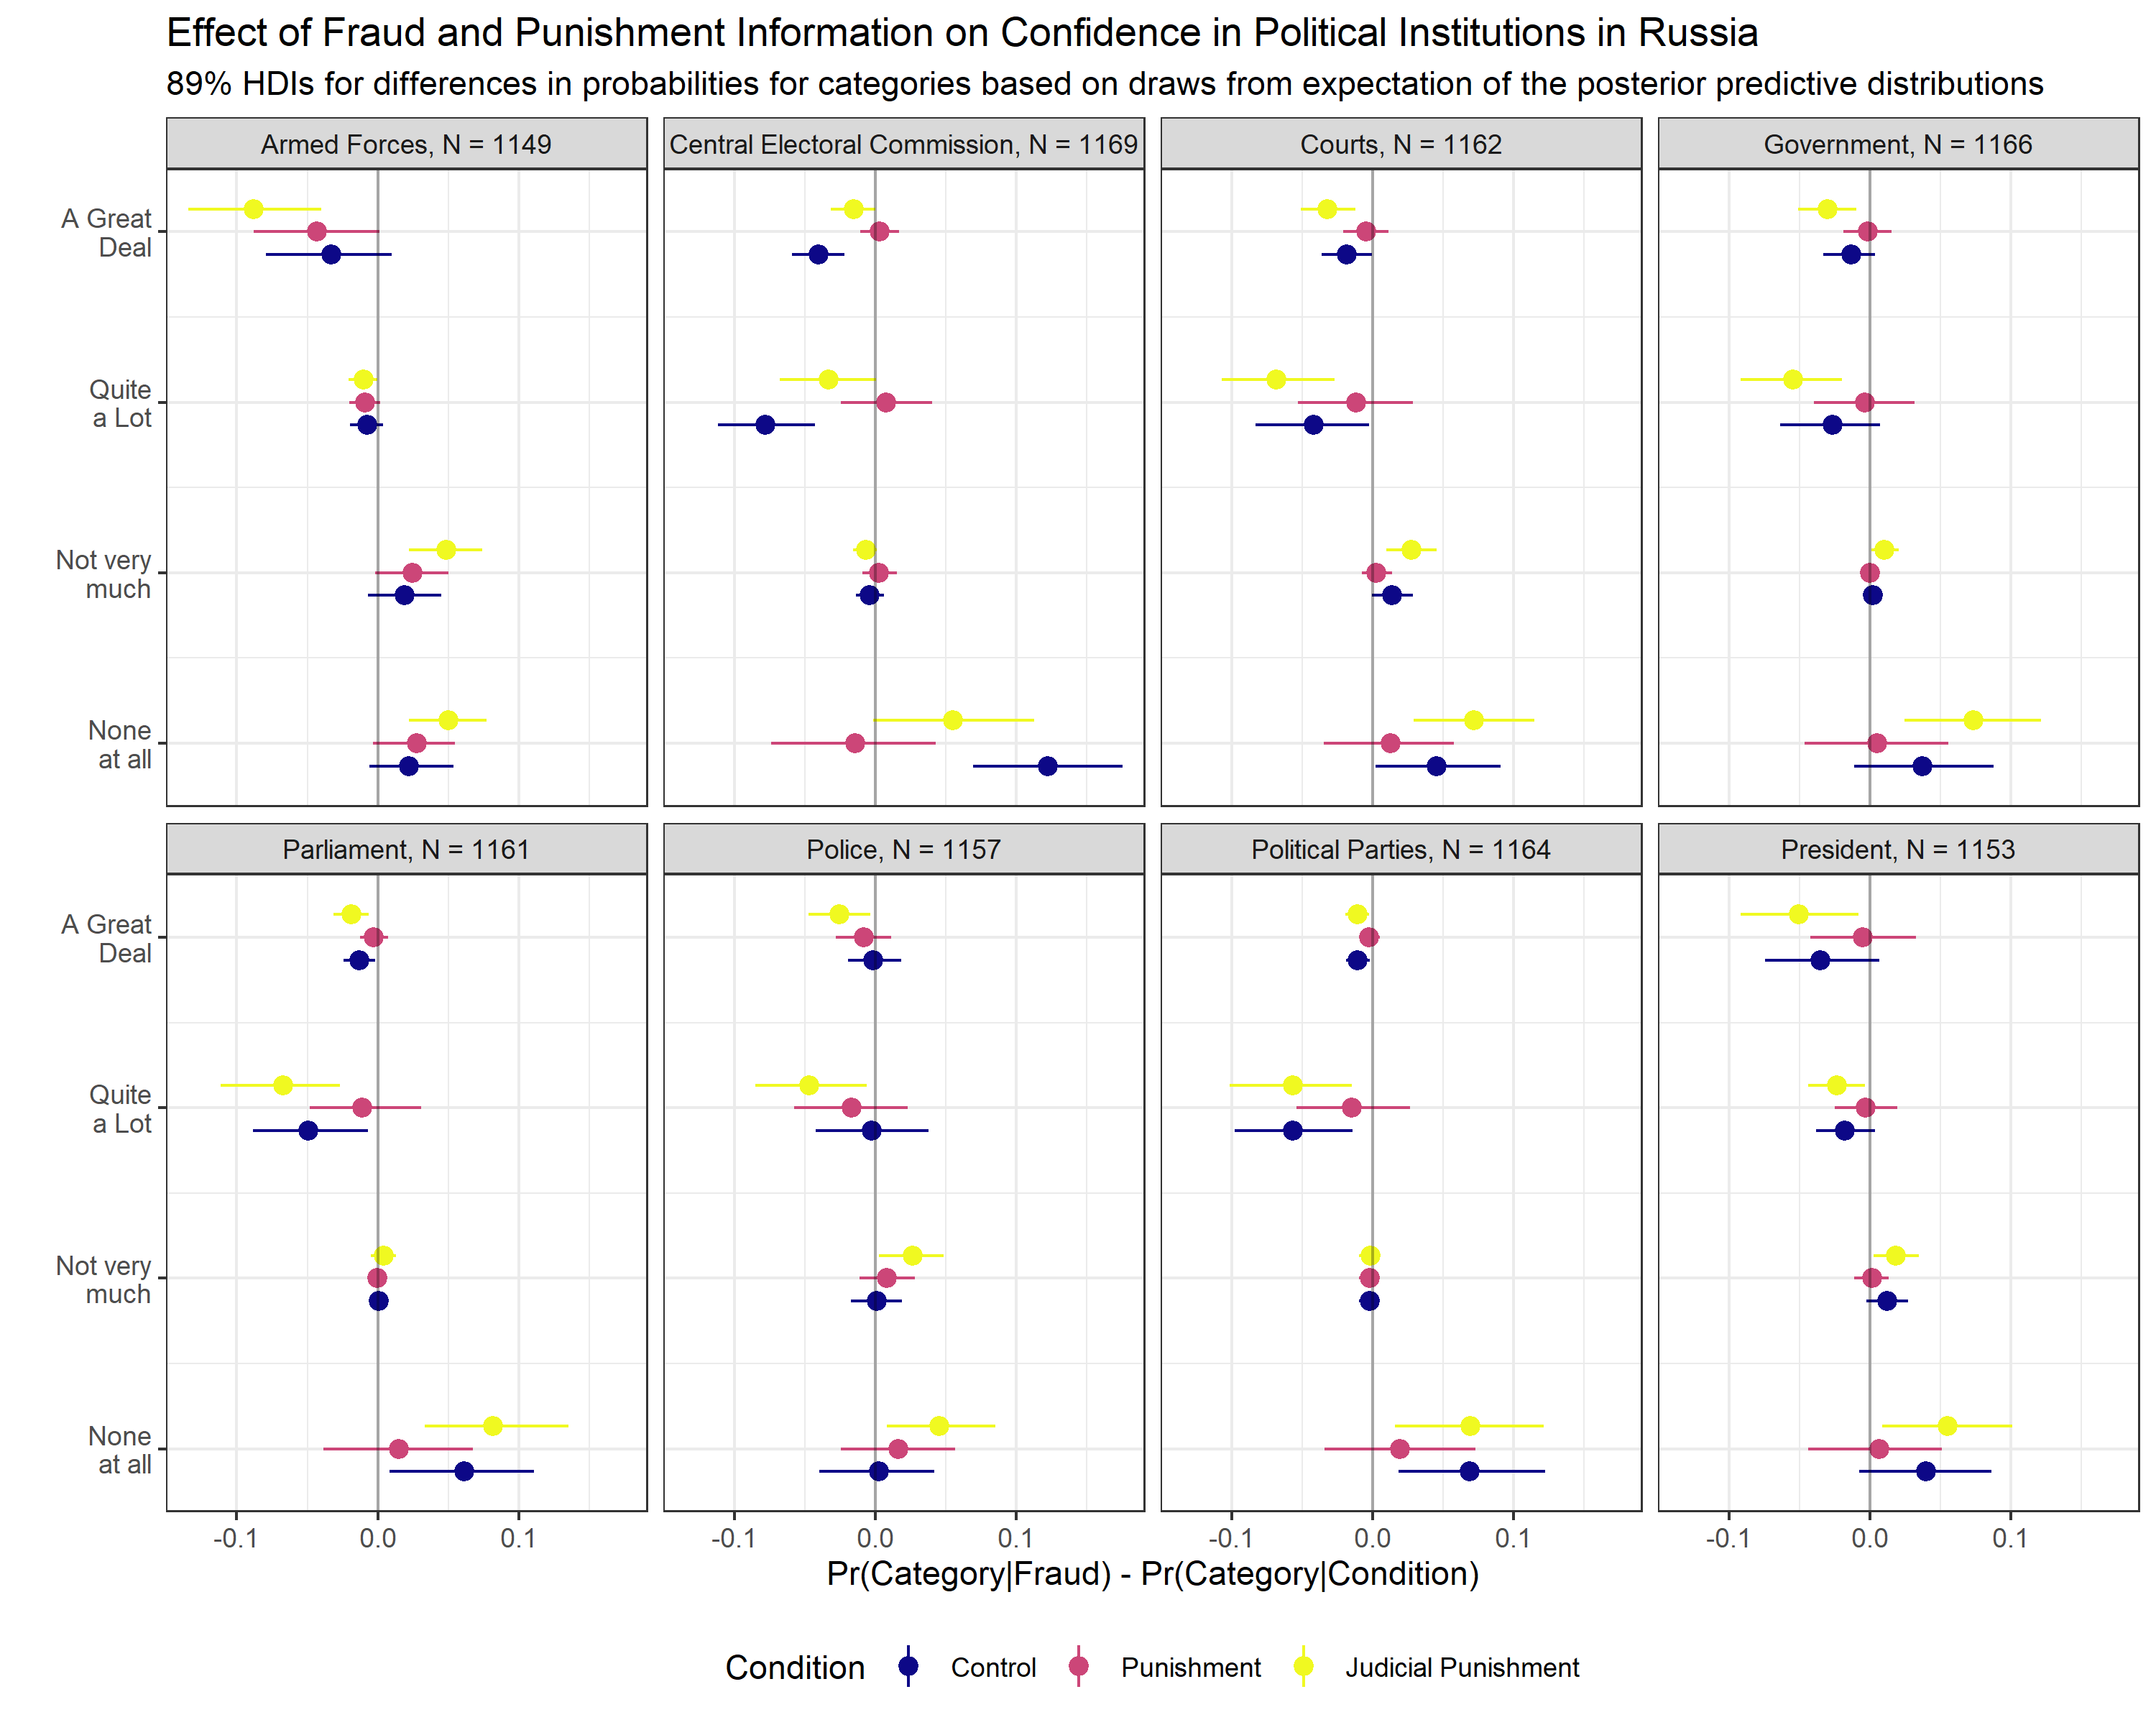 Effect of Fraud and Punishment Information on Confidence in Political Institutions in Russia
89% HDIs for differences in probabilities for categories based on draws from expectation of the posterior predictive distributions
Armed Forces, N = 1149
Central Electoral Commission, N = 1169
Courts, N = 1162
Government, N = 1166
A Great
Deal
Quite
a Lot
Not very
much
None
at all
Parliament, N = 1161
Police, N = 1157
Political Parties, N = 1164
President, N = 1153
A Great
Deal
Quite
a Lot
Not very
much
None
at all
-0.1 0.0 0.1
-0.1 0.0 0.1
-0.1 0.0 0.1
-0.1 0.0 0.1
Pr(Category|Fraud) - Pr(Category|Condition)
Condition Control Punishment Judicial Punishment